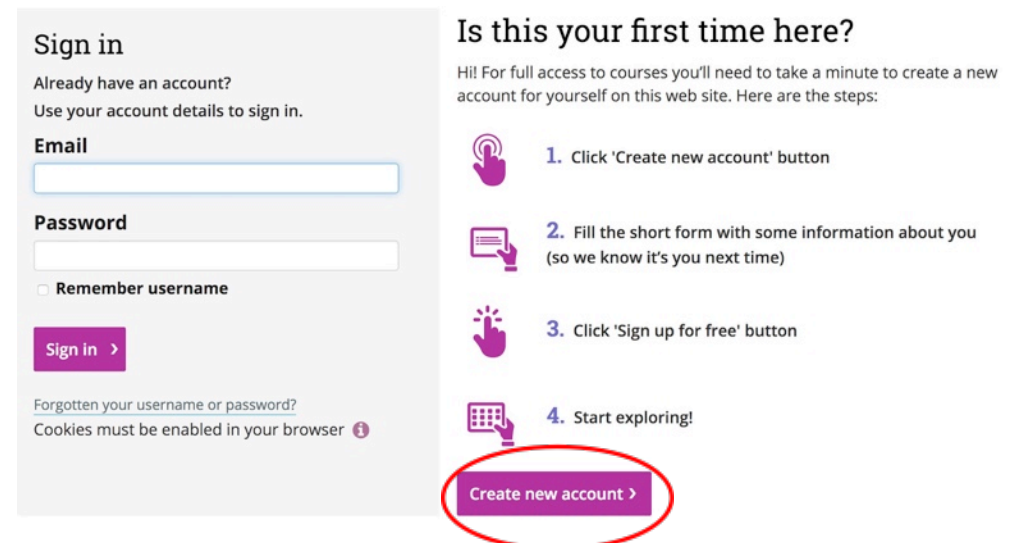 Sign in
Already have an account?
Use your account details to sign in.
Email
Password
Remember username
Sign in ›
Forgotten your username or password?
Cookies must be enabled in your browser
Is this your first time here?
Hi! For full access to courses you'll need to take a minute to create a new
account for yourself on this web site. Here are the steps:
1. Click 'Create new account' button
2. Fill the short form with some information about you
(so we know it's you next time)
3. Click 'Sign up for free' button
4. Start exploring!
Create new account ›